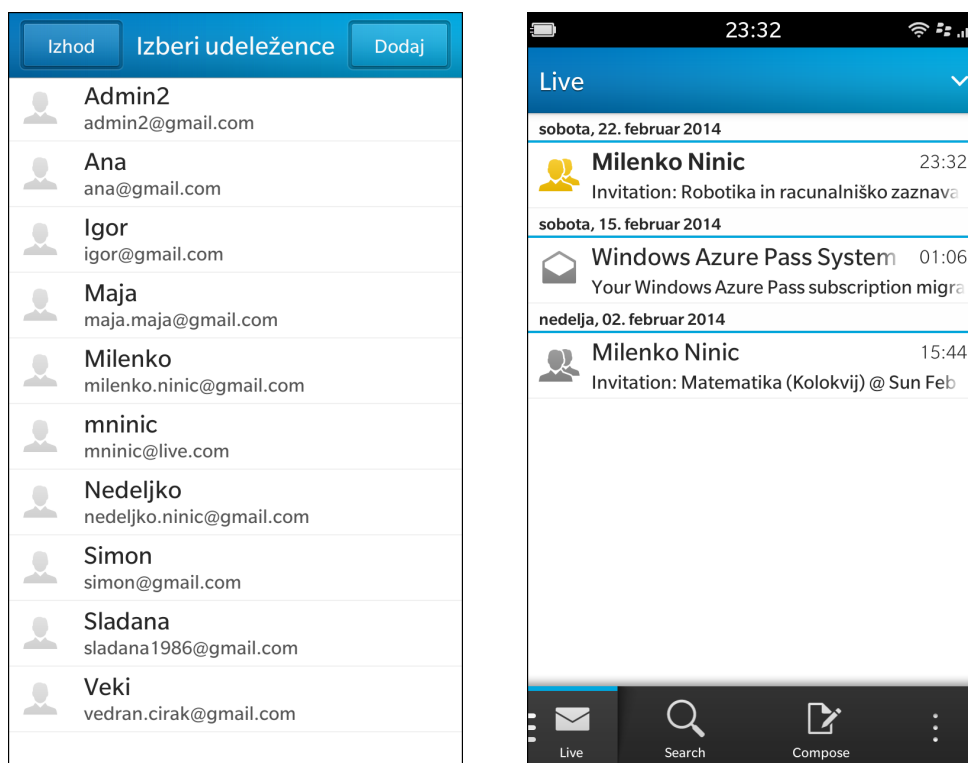 Izhod Izberi udeležence Dodaj
Admin2
admin2@gmail.com
Ana
ana@gmail.com
Igor
igor@gmail.com
Maja
maja.maja@gmail.com
Milenko
milenko.ninic@gmail.com
mninic
mninic@live.com
Nedeljko
nedeljko.ninic@gmail.com
Simon
simon@gmail.com
Sladana
sladana1986@gmail.com
Veki
vedran.cirak@gmail.com
23:32
Live
sobota, 22. februar 2014
Milenko Ninic 23:32
Invitation: Robotika in racunalniško zaznava
sobota, 15. februar 2014
Windows Azure Pass System 01:06
Your Windows Azure Pass subscription migra
nedelja, 02. februar 2014
Milenko Ninic 15:44
Invitation: Matematika (Kolokvij) @ Sun Feb
Live Search Compose